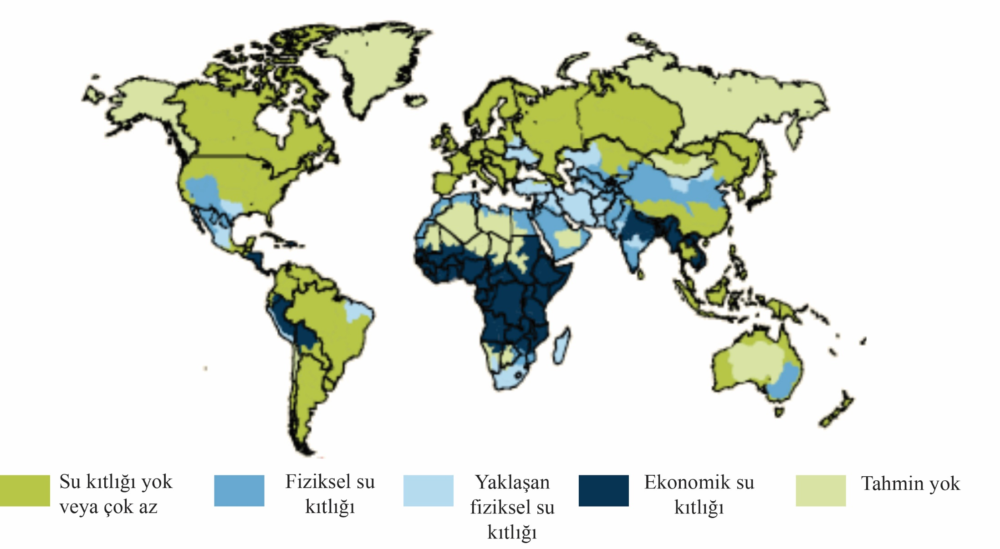 Su kıtlığı yok
veya çok az
Fiziksel su
kıtlığı
Yaklaşan
fiziksel su
kıtlığı
Ekonomik su
kıtlığı
Tahmin yok